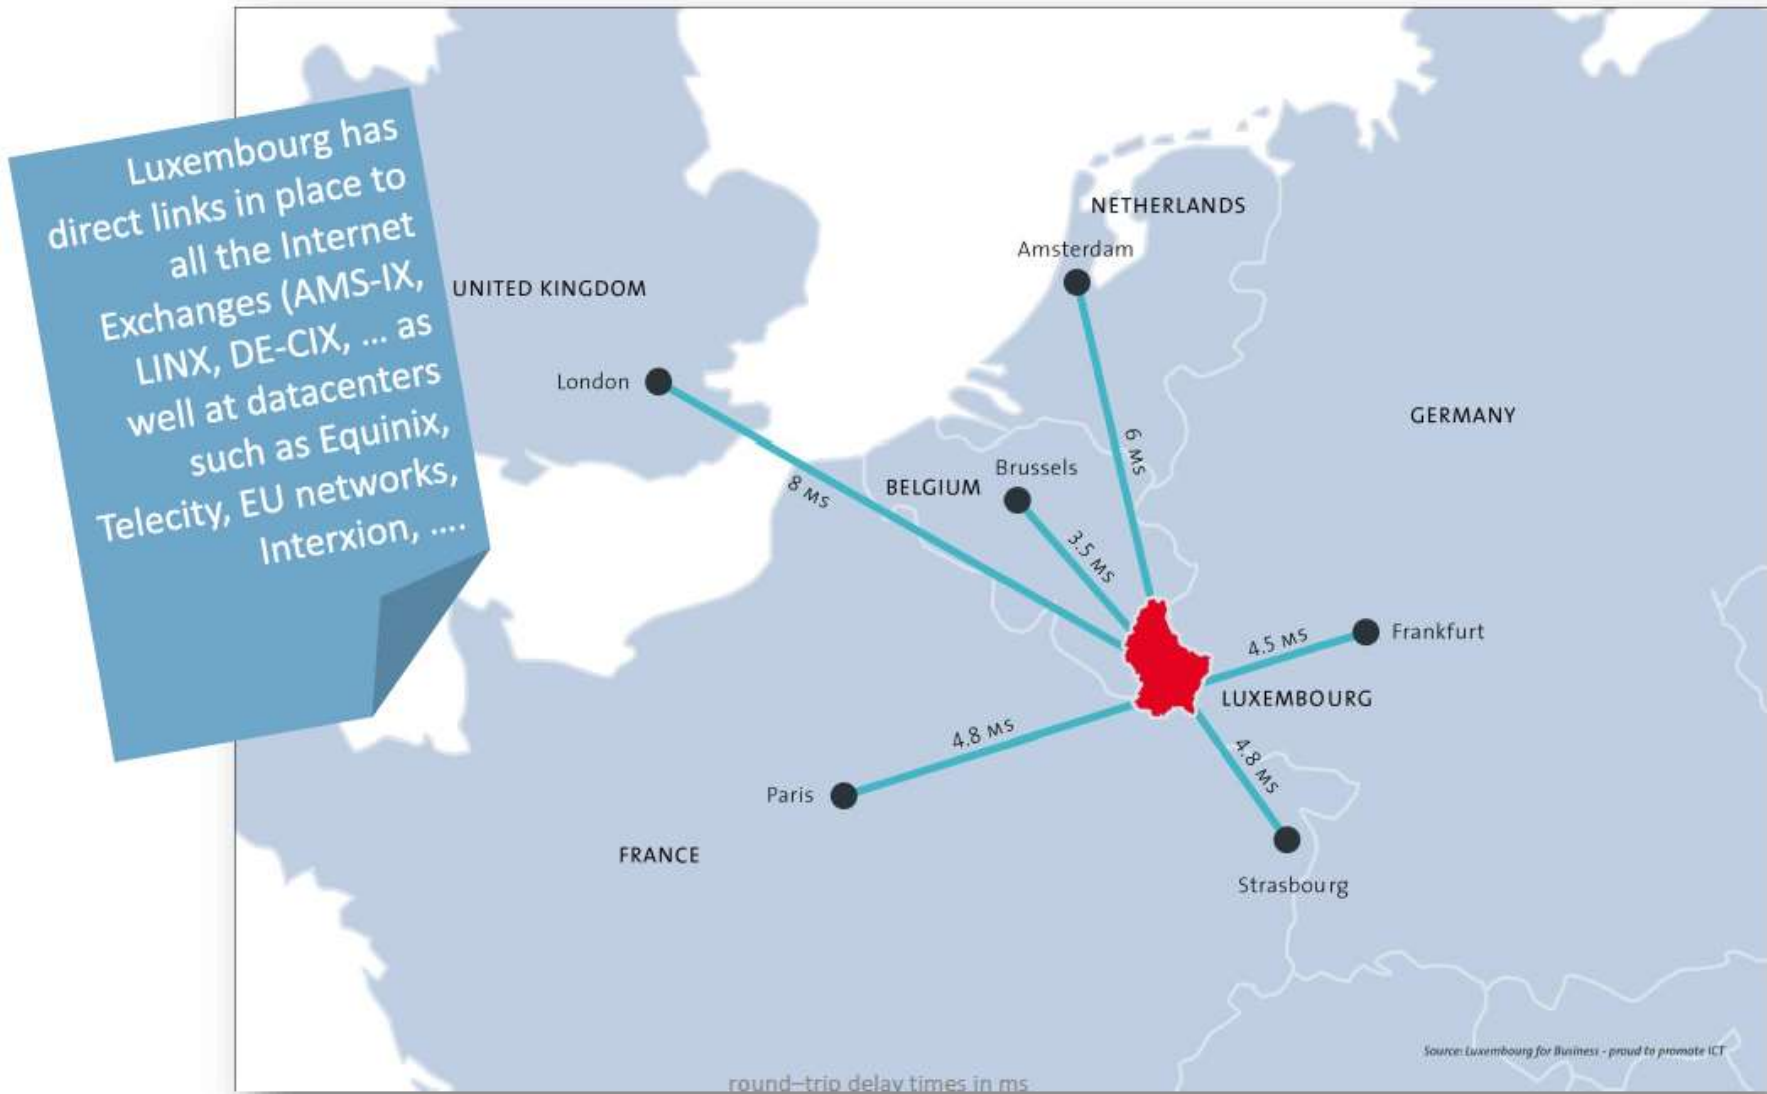 Luxembourg has
direct links in place to
all the Internet
Exchanges (AMS-IX,
LINX, DE-CIX, ... as
well at datacenters
such as Equinix,
Telecity, EU networks,
Interxion, ....
NETHERLANDS
Amsterdam
UNITED KINGDOM
London
GERMANY
6 MS
Brussels
BELGIUM
8 MS
3.5 MS
Frankfurt
4.5 MS
LUXEMBOURG
4.8 MS
4.8 MS
Paris
FRANCE
Strasbourg
Source: Luxembourg for Business - proud to promote ICT
round–trip delay times in ms